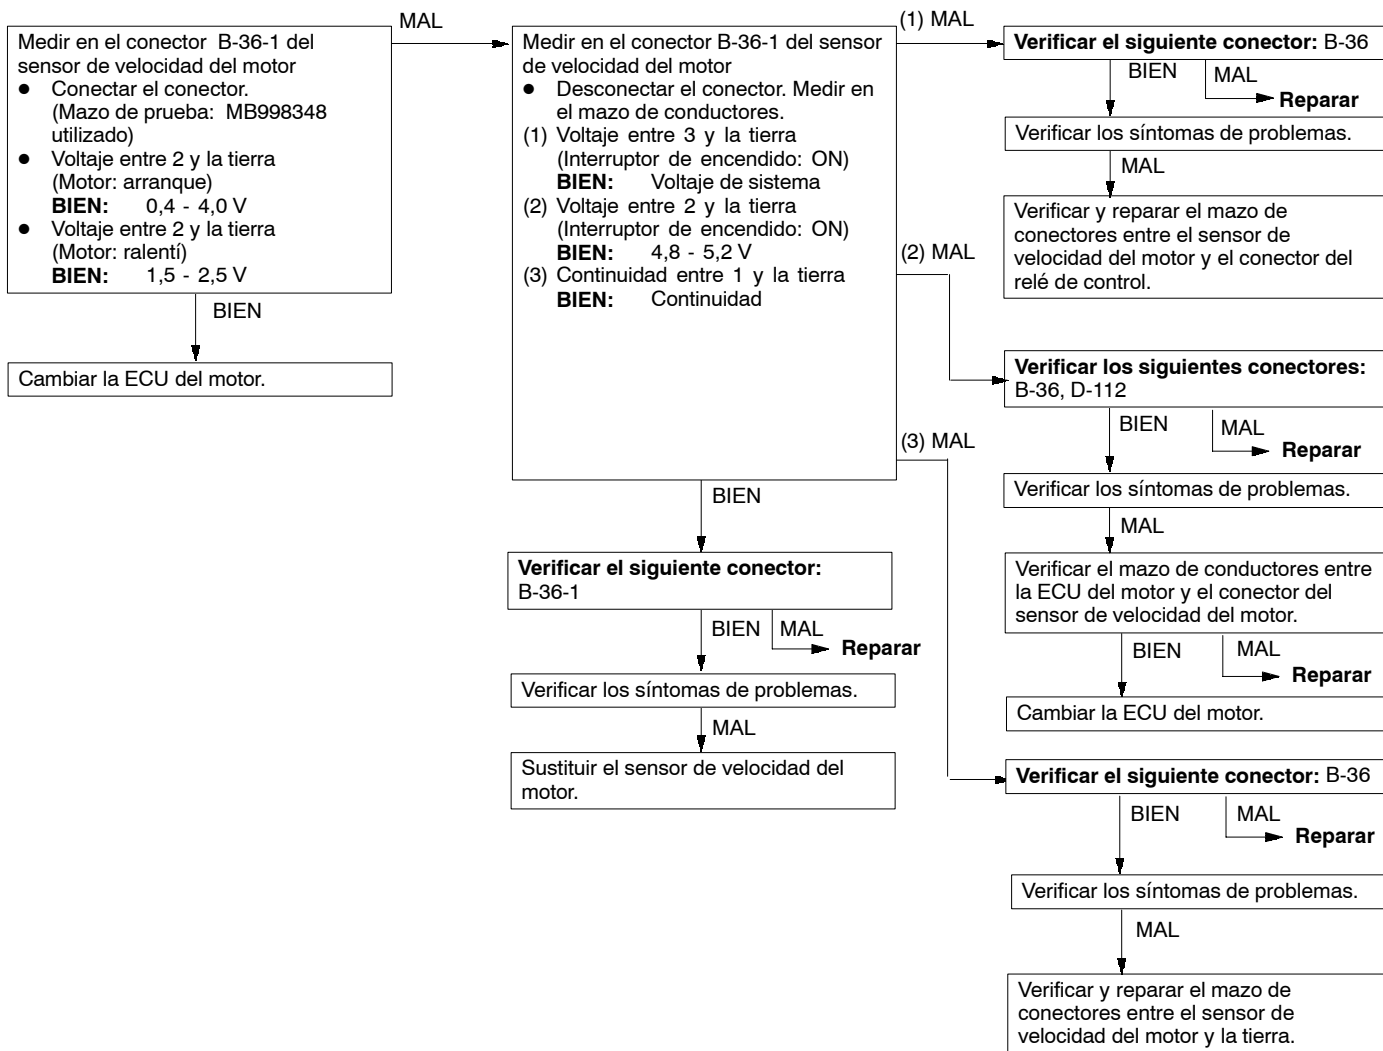 MAL
Medir en el conector B-36-1 del
sensor de velocidad del motor
● Conectar el conector.
(Mazo de prueba: MB998348
utilizado)
● Voltaje entre 2 y la tierra
(Motor: arranque)
BIEN: 0,4 - 4,0 V
● Voltaje entre 2 y la tierra
(Motor: ralentí)
BIEN: 1,5 - 2,5 V
BIEN
Cambiar la ECU del motor.
Medir en el conector B-36-1 del sensor
de velocidad del motor
● Desconectar el conector. Medir en
el mazo de conductores.
(1) Voltaje entre 3 y la tierra
(Interruptor de encendido: ON)
BIEN: Voltaje de sistema
(2) Voltaje entre 2 y la tierra
(Interruptor de encendido: ON)
BIEN: 4,8 - 5,2 V
(3) Continuidad entre 1 y la tierra
BIEN: Continuidad
BIEN
Verificar el siguiente conector:
B-36-1
BIEN MAL
Reparar
Verificar los síntomas de problemas.
MAL
Sustituir el sensor de velocidad del
motor.
(1) MAL
Verificar el siguiente conector: B-36
BIEN MAL
Reparar
Verificar los síntomas de problemas.
MAL
Verificar y reparar el mazo de
conectores entre el sensor de
velocidad del motor y el conector del
relé de control.
(2) MAL
Verificar los siguientes conectores:
B-36, D-112
BIEN MAL
Reparar
Verificar los síntomas de problemas.
MAL
Verificar el mazo de conductores entre
la ECU del motor y el conector del
sensor de velocidad del motor.
BIEN MAL
Reparar
Cambiar la ECU del motor.
(3) MAL
Verificar el siguiente conector: B-36
BIEN MAL
Reparar
Verificar los síntomas de problemas.
MAL
Verificar y reparar el mazo de
conectores entre el sensor de
velocidad del motor y la tierra.